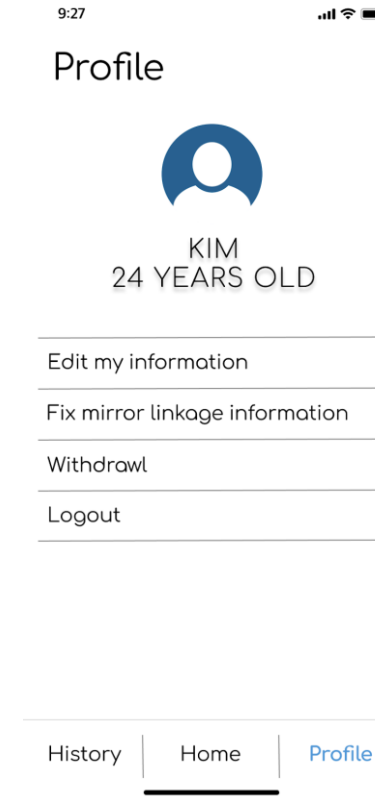 9:27
Profile
KIM
24 YEARS OLD
Edit my information
Fix mirror linkage information
Withdrawl
Logout
History Home Profile